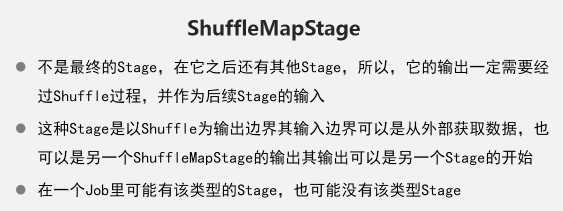 ShuffleMapStage
● 不是最终的Stage，在它之后还有其他Stage，所以，它的输出一定需要经
过Shuffle过程，并作为后续Stage的输入
● 这种Stage是以Shuffle为输出边界其输入边界可以是从外部获取数据，也
可以是另一个ShuffleMapStage的输出其输出可以是另一个Stage的开始
● 在一个Job里可能有该类型的Stage，也可能没有该类型Stage